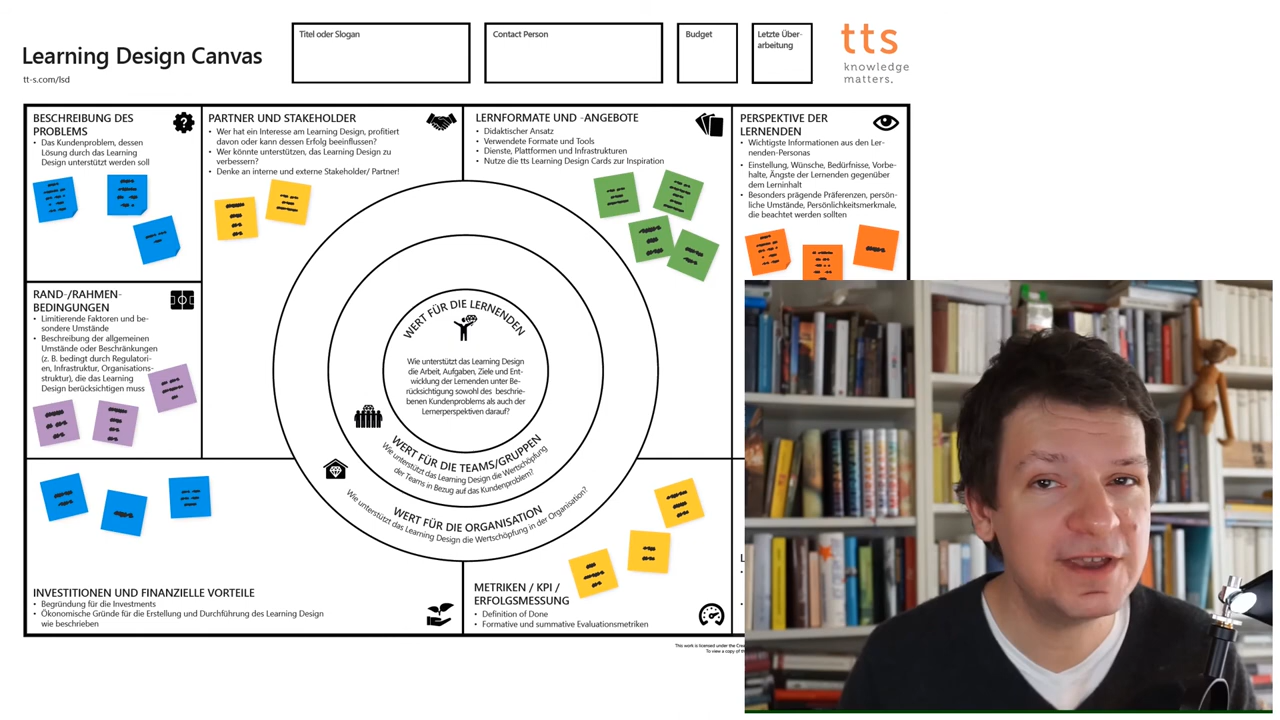 Learning Design Canvas
tt-s.com/lsd
Titel oder Slogan
Contact Person
Budget
Letzte Über-
arbeitung
tts
knowledge
matters.
BESCHREIBUNG DES
PROBLEMS
• Das Kundenproblem, dessen
Lösung durch das Learning
Design unterstützt werden soll
PARTNER UND STAKEHOLDER
• Wer hat ein Interesse am Learning Design, profitiert
davon oder kann dessen Erfolg beeinflussen?
• Wer könnte unterstützen, das Learning Design zu
verbessern?
• Denke an interne und externe Stakeholder/ Partner!
LERNFORMATE UND -ANGEBOTE
• Didaktischer Ansatz
• Verwendete Formate und Tools
• Dienste, Plattformen und Infrastrukturen
• Nutze die tts Learning Design Cards zur Inspiration
PERSPEKTIVE DER
LERNENDEN
• Wichtigste Informationen aus den Ler-
nenden-Personas
• Einstellung, Wünsche, Bedürfnisse, Vorbe-
halte, Ängste der Lernenden gegenüber
dem Lerninhalt
• Besonders prägende Präferenzen, persön-
liche Umstände, Persönlichkeitsmerkmale,
die beachtet werden sollten
RAND-/RAHMEN-
BEDINGUNGEN
• Limitierende Faktoren und be-
sondere Umstände
• Beschreibung der allgemeinen
Umstände oder Beschränkungen
(z. B. bedingt durch Regulatori-
en, Infrastruktur, Organisations-
struktur), die das Learning
Design berücksichtigen muss
WERT FÜR DIE LERNENDEN
Wie unterstützt das Learning Design
die Arbeit, Aufgaben, Ziele und Ent-
wicklung der Lernenden unter Be-
rücksichtigung sowohl des beschrie-
benen Kundenproblems als auch der
Lernerperspektiven darauf?
WERT FÜR DIE TEAMS/GRUPPEN
Wie unterstützt das Learning Design die Wertschöpfung
der Teams in Bezug auf das Kundenproblem?
WERT FÜR DIE ORGANISATION
Wie unterstützt das Learning Design die Wertschöpfung in der Organisation?
INVESTITIONEN UND FINANZIELLE VORTEILE
• Begründung für die Investments
• Ökonomische Gründe für die Erstellung und Durchführung des Learning Design
wie beschrieben
METRIKEN / KPI /
ERFOLGSMESSUNG
• Definition of Done
• Formative und summative Evaluationsmetriken
This work is licensed under the
To view a copy of